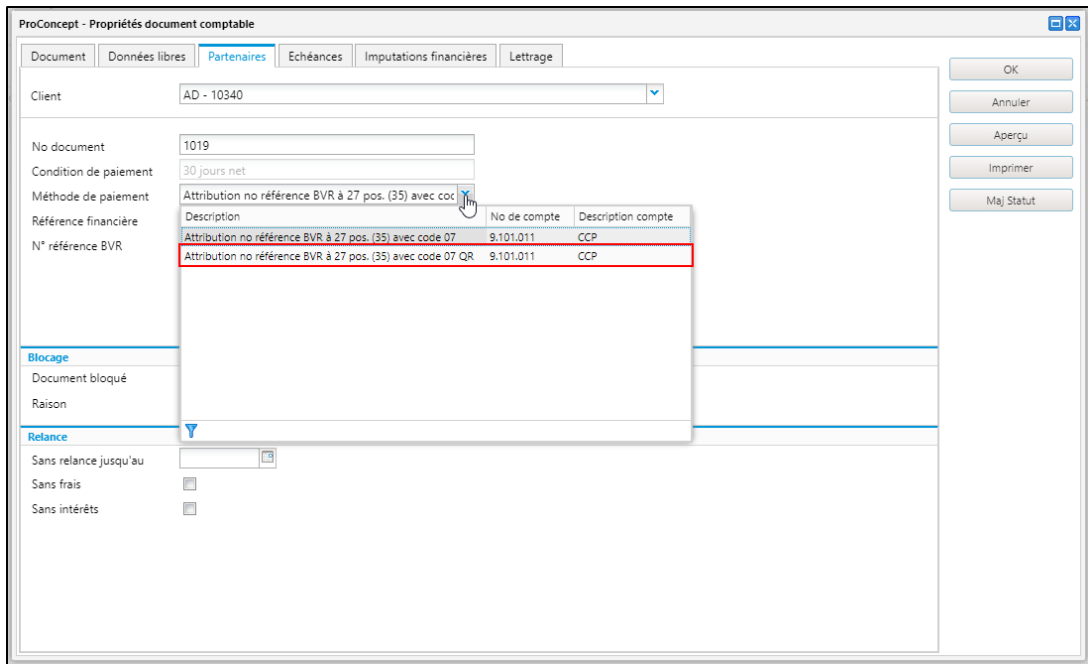 ProConcept - Propriétés document comptable
Document Données libres Partenaires Echéances Imputations financières Lettrage
OK
Client AD - 10340
Annuler
Aperçu
No document 1019
Imprimer
Condition de paiement 30 jours net
Méthode de paiement Attribution no référence BVR à 27 pos. (35) avec coc
Maj Statut
Référence financière Description No de compte Description compte
Attribution no référence BVR à 27 pos. (35) avec code 07 9.101.011 CCP
N° référence BVR
Attribution no référence BVR à 27 pos. (35) avec code 07 QR 9.101.011 CCP
Blocage
Document bloqué
Raison
Relance
Sans relance jusqu'au
Sans frais
Sans intérêts